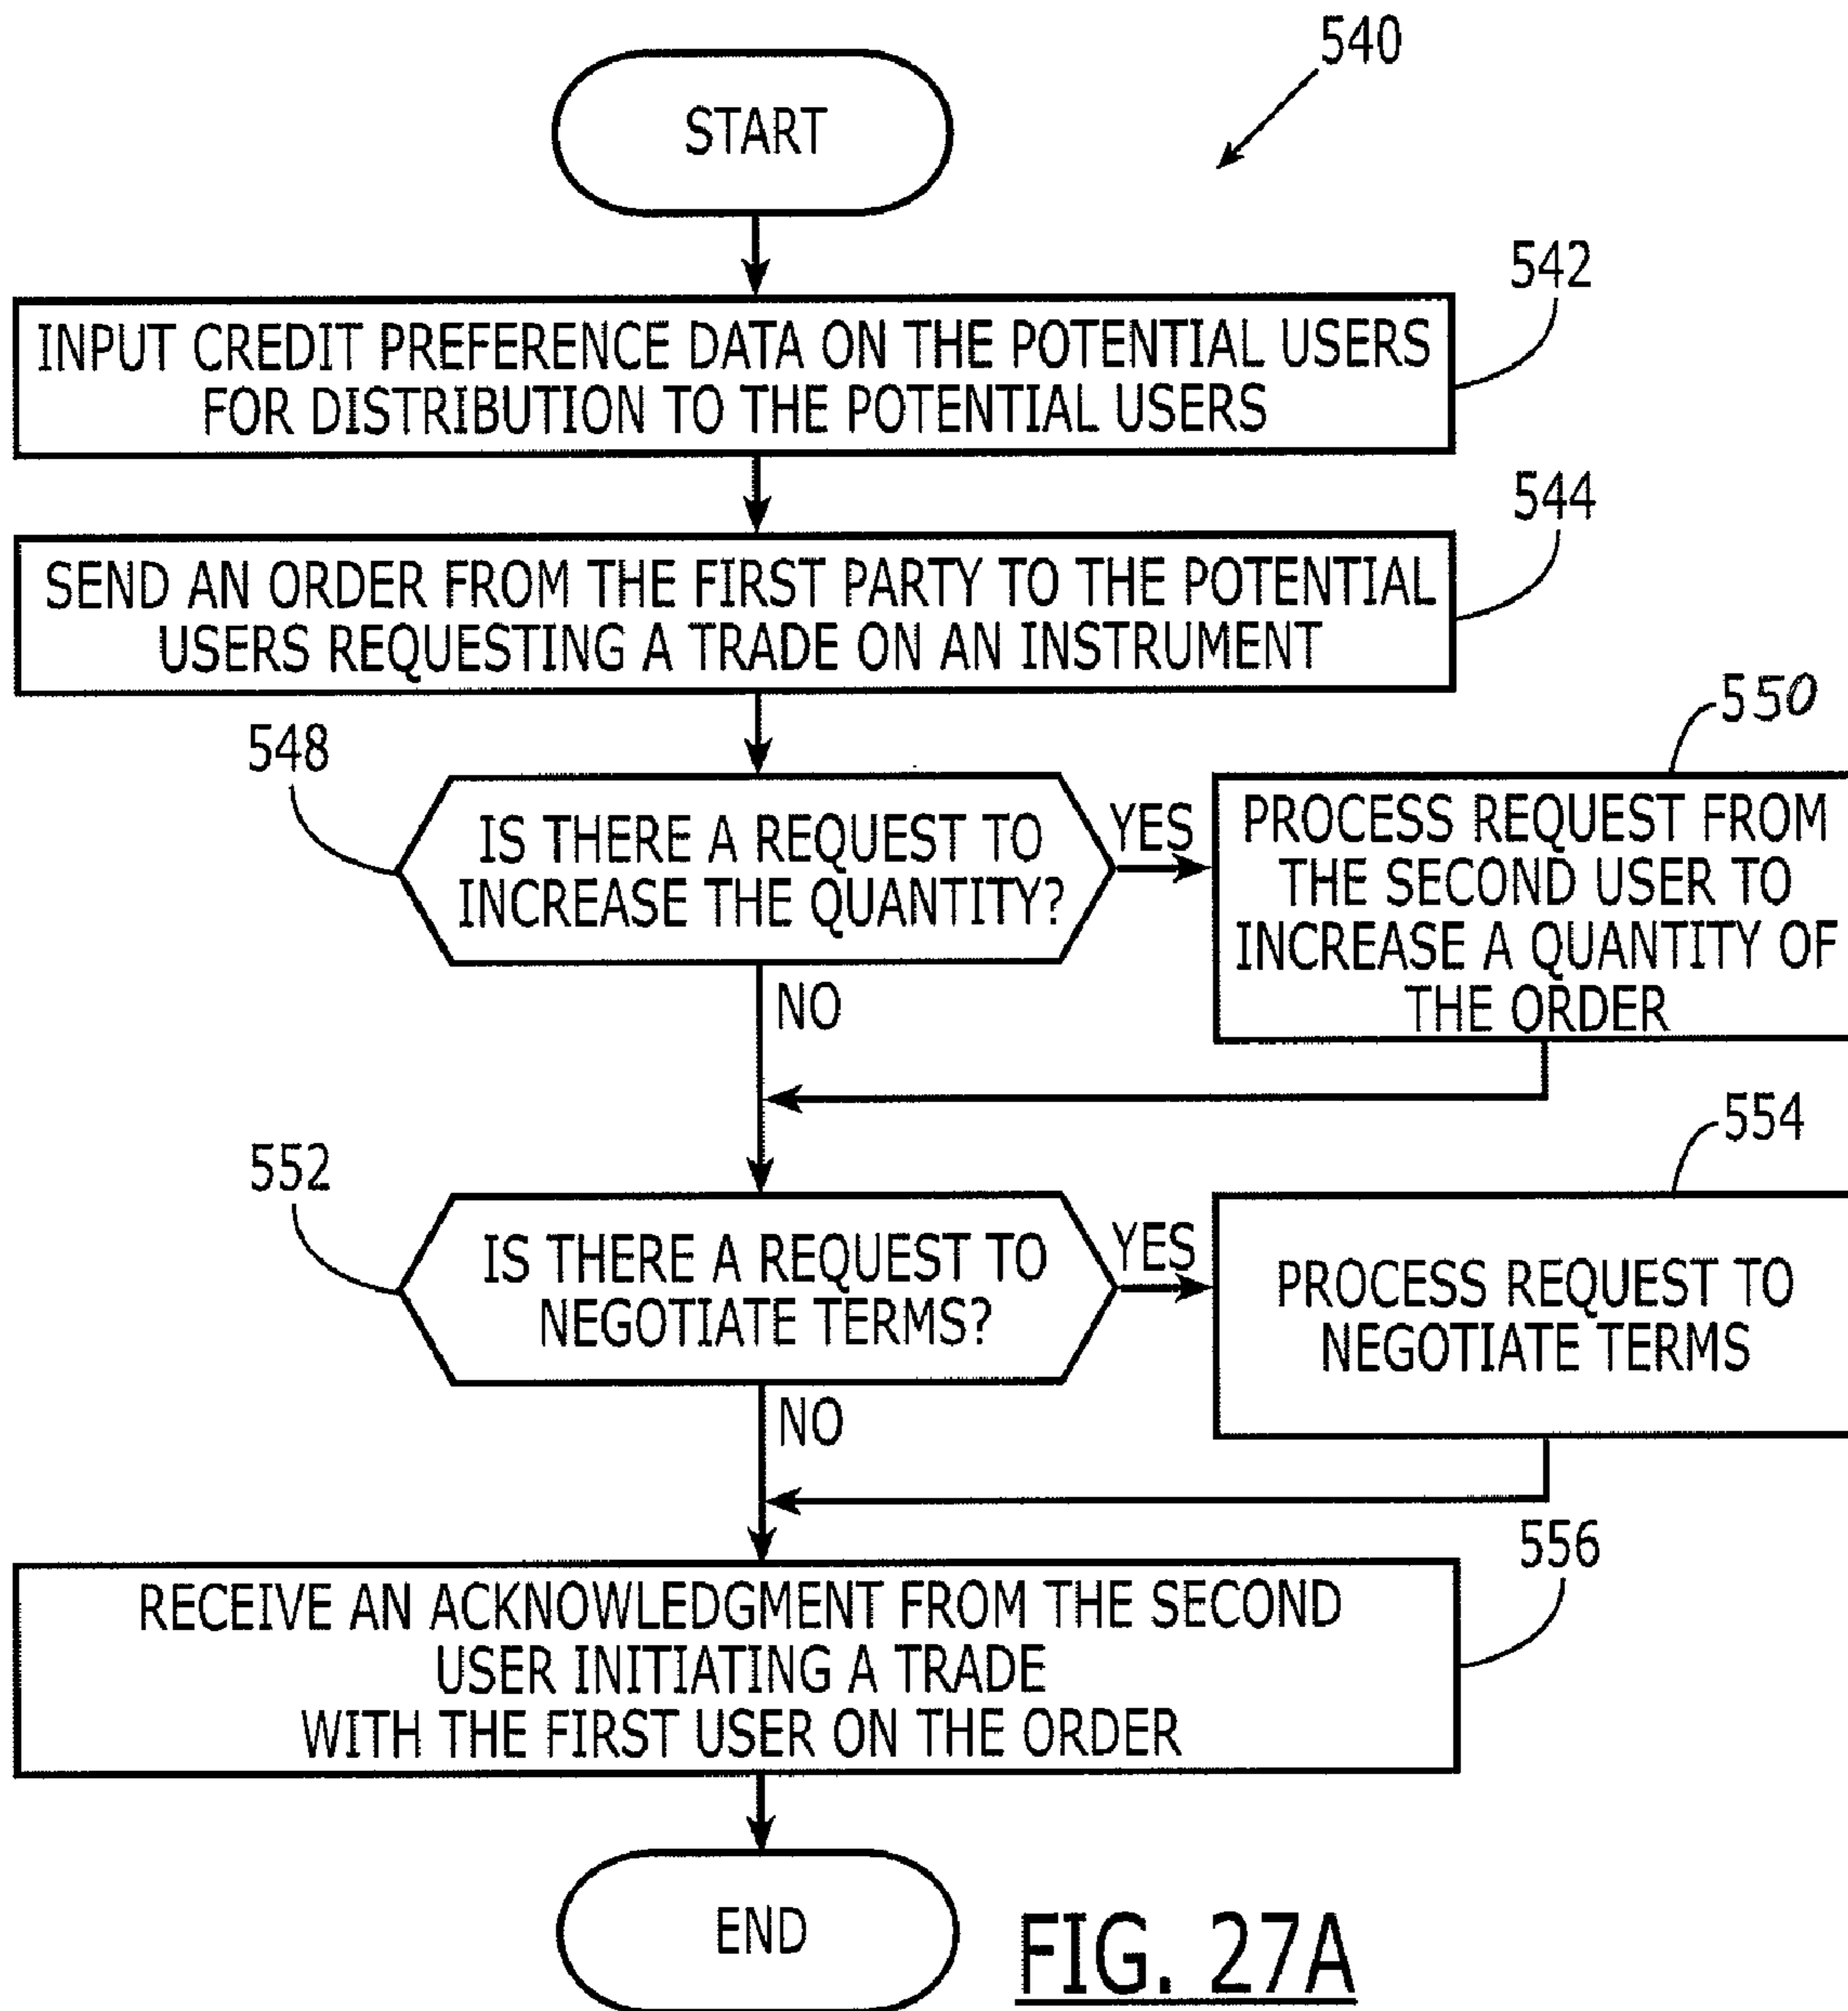 540
START
542
INPUT CREDIT PREFERENCE DATA ON THE POTENTIAL USERS
FOR DISTRIBUTION TO THE POTENTIAL USERS
544
SEND AN ORDER FROM THE FIRST PARTY TO THE POTENTIAL
USERS REQUESTING A TRADE ON AN INSTRUMENT
548
IS THERE A REQUEST TO
INCREASE THE QUANTITY?
YES
NO
550
PROCESS REQUEST FROM
THE SECOND USER TO
INCREASE A QUANTITY OF
THE ORDER
552
IS THERE A REQUEST TO
NEGOTIATE TERMS?
YES
NO
554
PROCESS REQUEST TO
NEGOTIATE TERMS
556
RECEIVE AN ACKNOWLEDGMENT FROM THE SECOND
USER INITIATING A TRADE
WITH THE FIRST USER ON THE ORDER
END
FIG. 27A